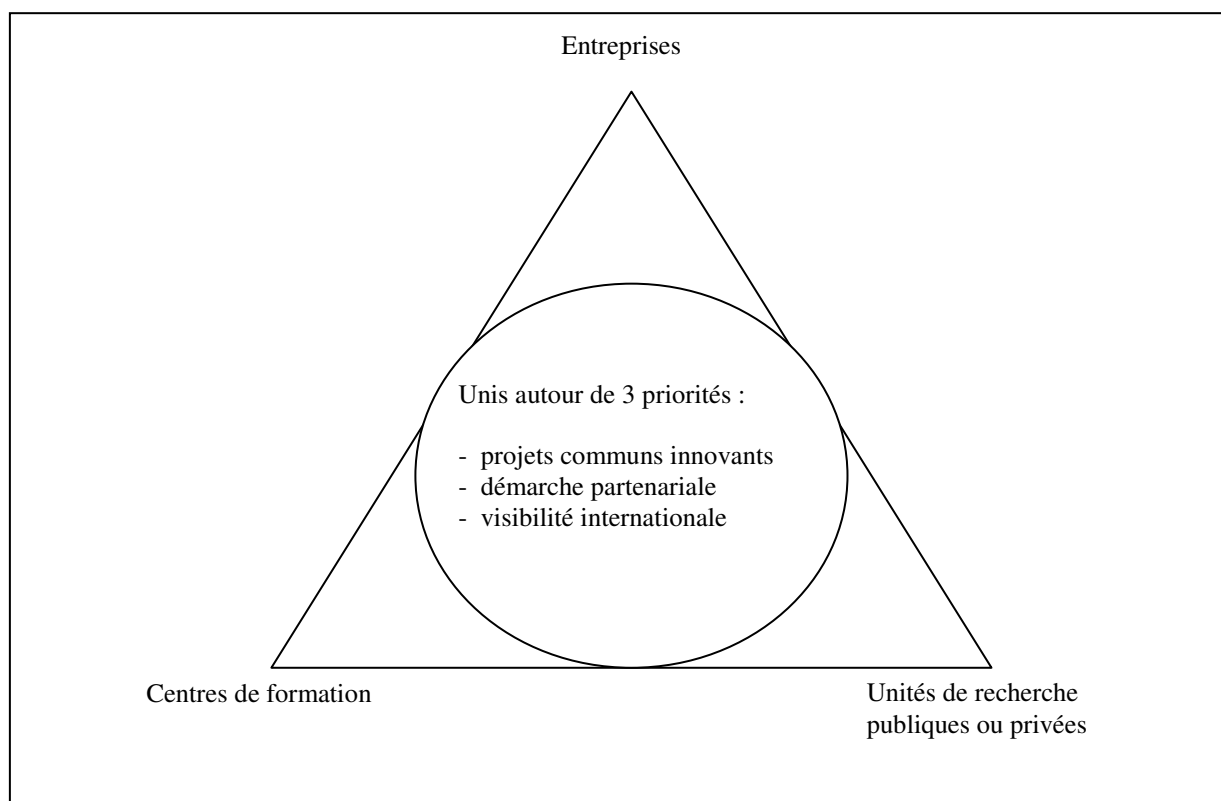 Entreprises
Unis autour de 3 priorités :
- projets communs innovants
- démarche partenariale
- visibilité internationale
Centres de formation
Unités de recherche
publiques ou privées